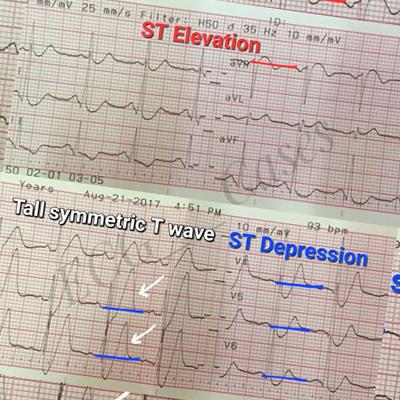 mm/mV 25 mm/s Filter: H50 d 35 Hz 10 mm/mV
ID:
ST Elevation
aVR
aVL
aVF
50 02-01 03-05
Years
Aug-21-2017 4:51 PM
10 mm/mV 93 bpm
Tall symmetric T wave
ST Depression
V4
V5
V6
S
cases